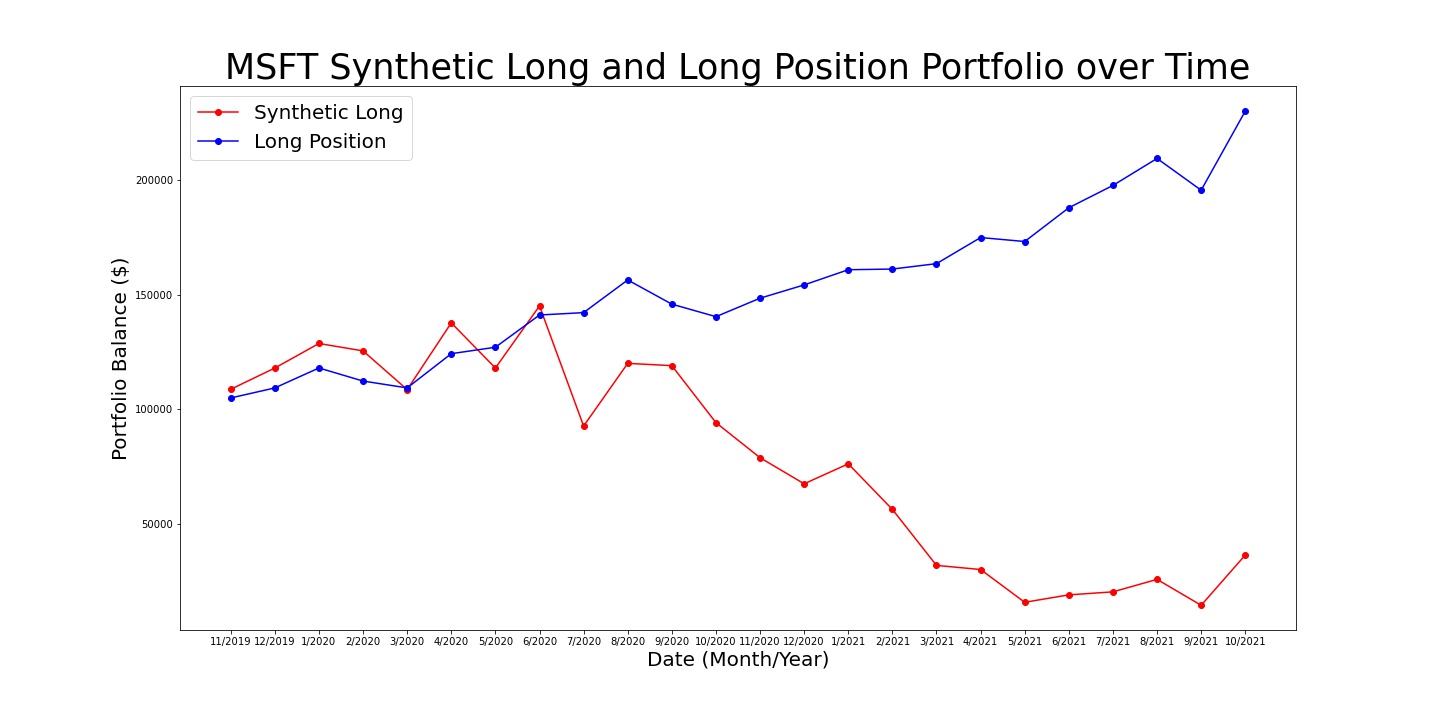 MSFT Synthetic Long and Long Position Portfolio over Time
Synthetic Long
Long Position
Portfolio Balance ($)
200000
150000
100000
50000
11/2019 12/2019 1/2020 2/2020 3/2020 4/2020 5/2020 6/2020 7/2020 8/2020 9/2020 10/2020 11/2020 12/2020 1/2021 2/2021 3/2021 4/2021 5/2021 6/2021 7/2021 8/2021 9/2021 10/2021
Date (Month/Year)